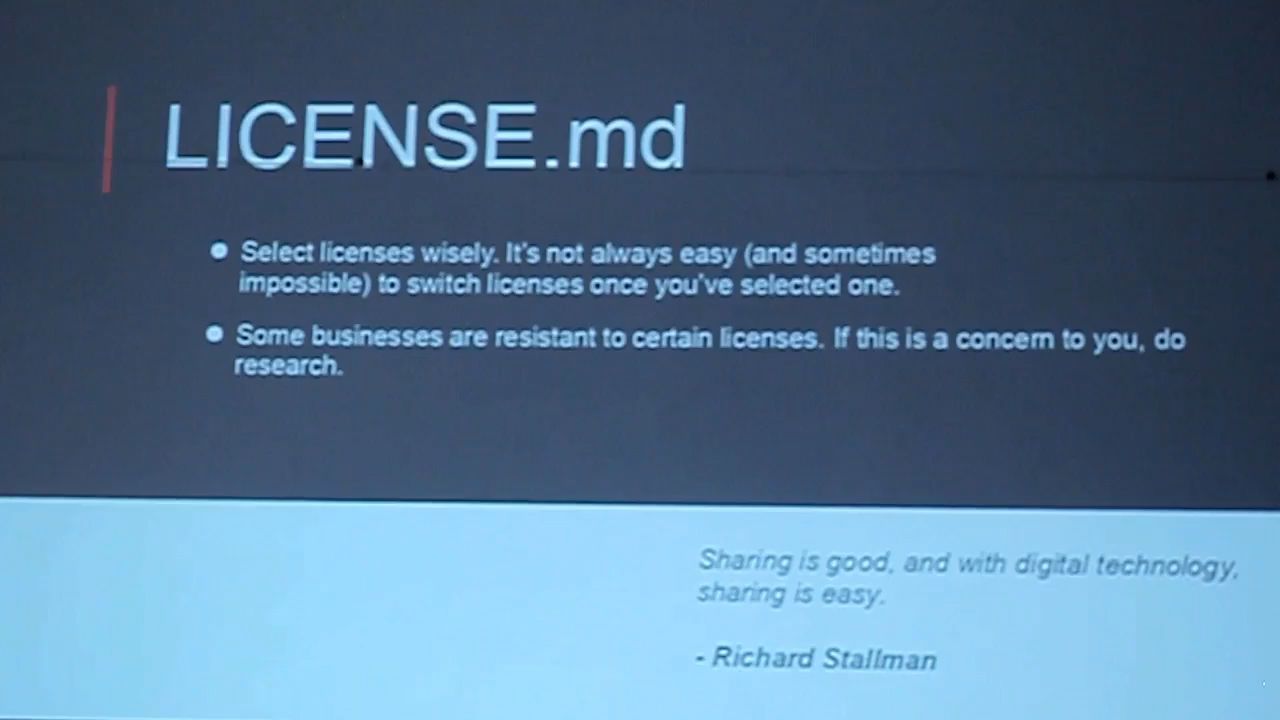 LICENSE.md
Select licenses wisely. It's not always easy (and sometimes
impossible) to switch licenses once you've selected one.
Some businesses are resistant to certain licenses. If this is a concern to you, do
research.
Sharing is good, and with digital technology,
sharing is easy.
- Richard Stallman